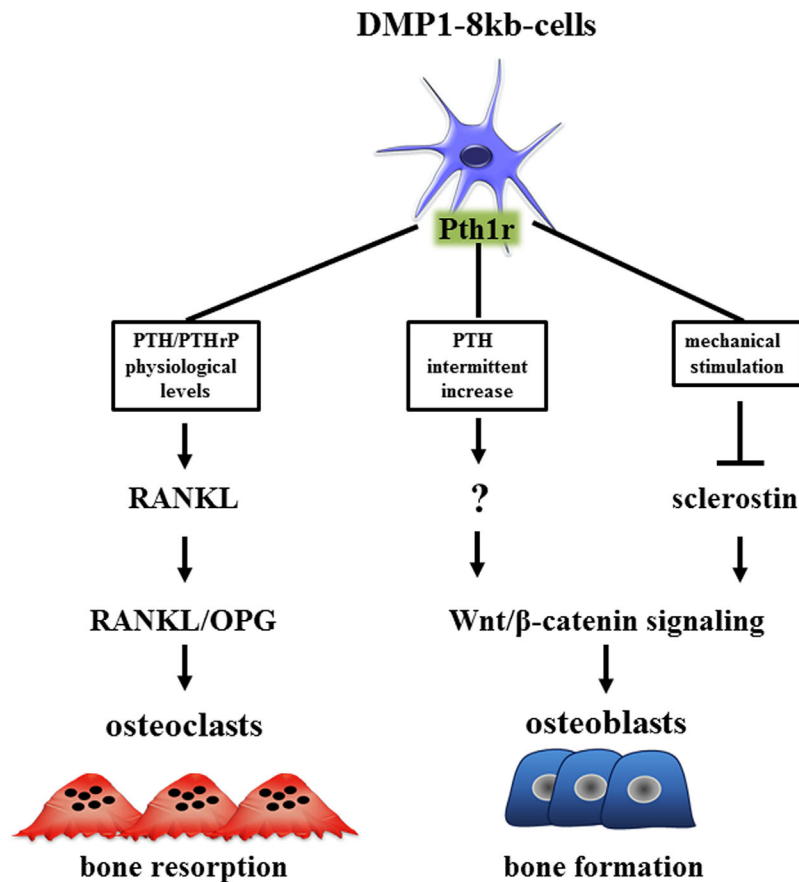 DMP1-8kb-cells
Pth1r
PTH/PTHrP
physiological
levels
PTH
intermittent
increase
mechanical
stimulation
RANKL
?
sclerostin
RANKL/OPG
Wnt/β-catenin signaling
osteoclasts
osteoblasts
bone resorption
bone formation